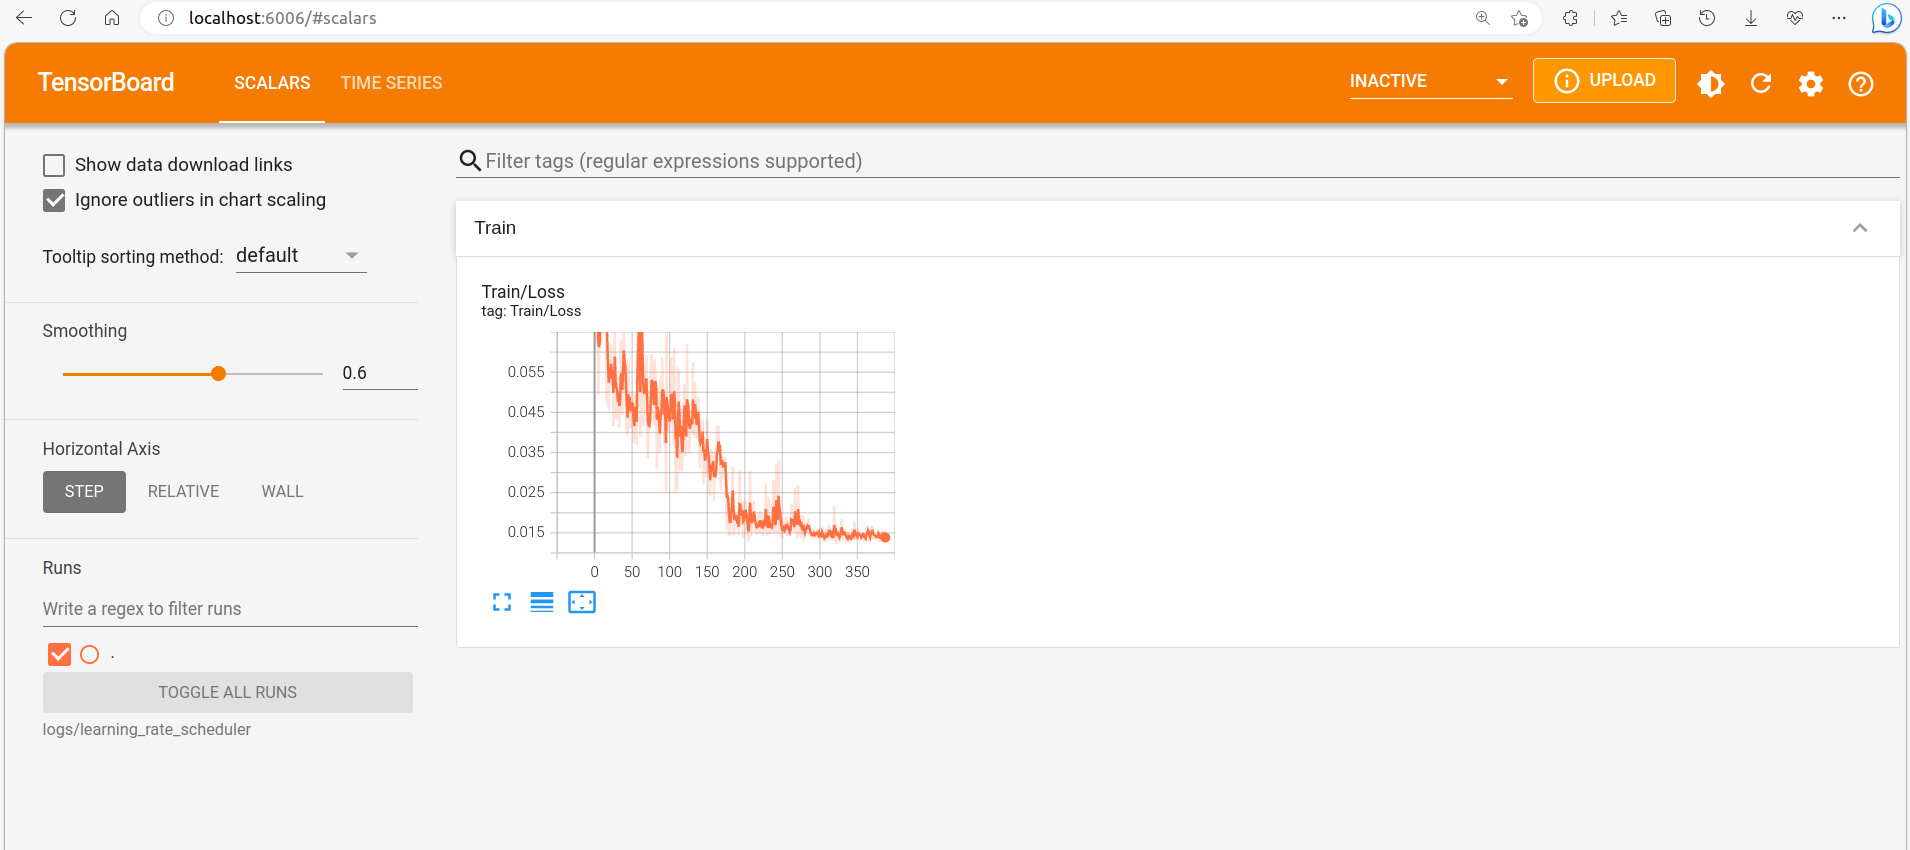 localhost:6006/#scalars
TensorBoard SCALARS TIME SERIES INACTIVE UPLOAD
Show data download links
Ignore outliers in chart scaling
Tooltip sorting method: default
Smoothing
0.6
Horizontal Axis
STEP RELATIVE WALL
Runs
Write a regex to filter runs
.
TOGGLE ALL RUNS
logs/learning_rate_scheduler
Filter tags (regular expressions supported)
Train
Train/Loss
tag: Train/Loss
0.055
0.045
0.035
0.025
0.015
0 50 100 150 200 250 300 350